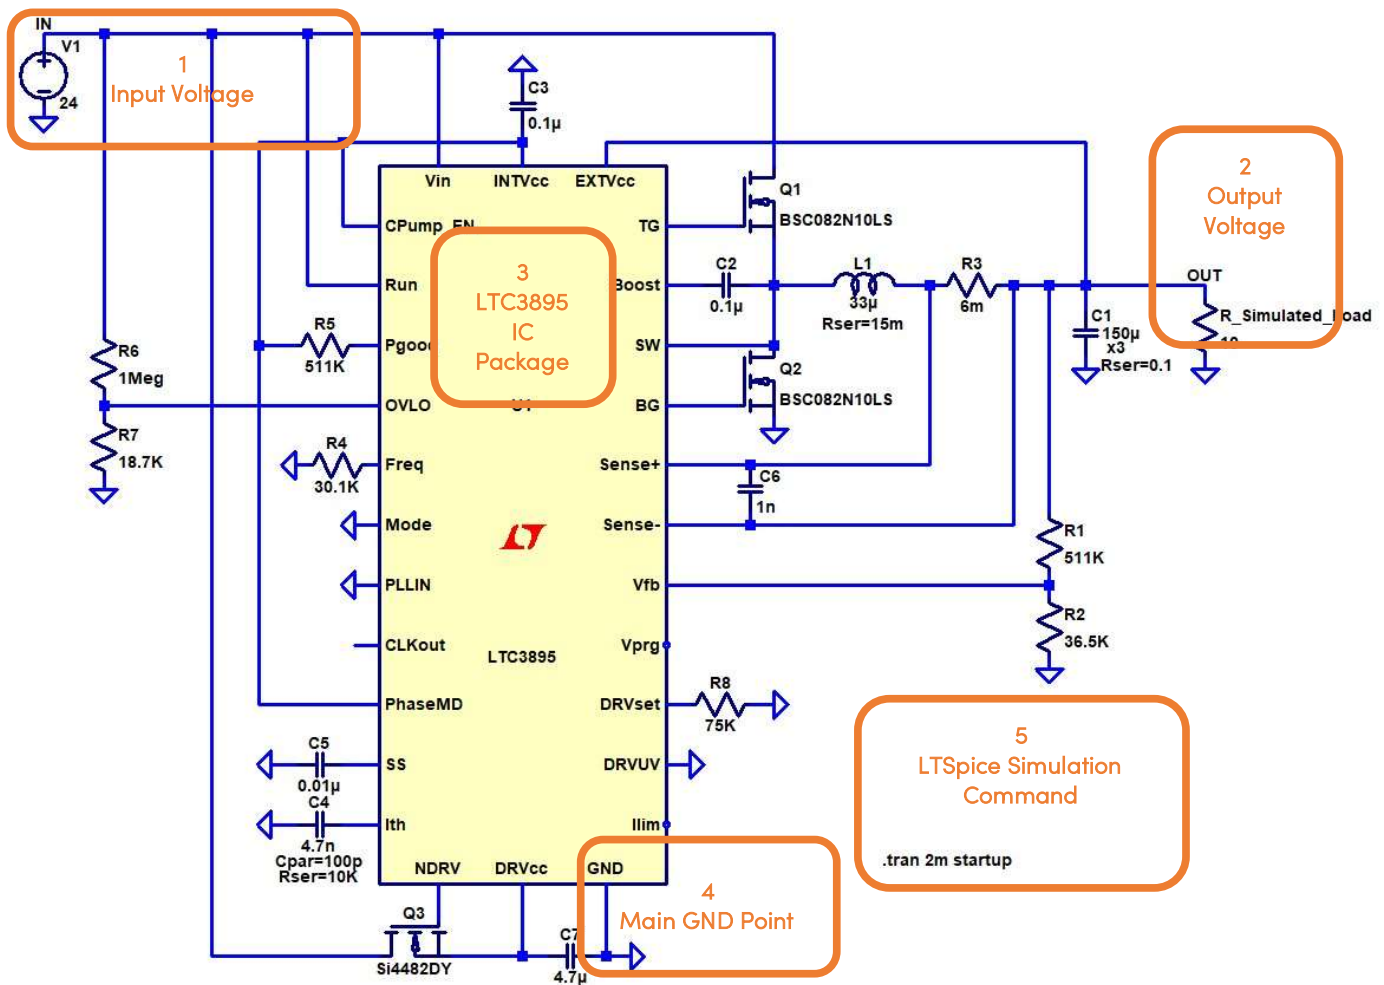 IN
V1
24
1
Input Voltage
C3
0.1µ
Vin
INTVcc
EXTVcc
CPump_EN
TG
Q1
BSC082N10LS
2
Output
Voltage
3
LTC3895
IC
Package
Run
Boost
C2
0.1µ
L1
33µ
Rser=15m
R3
6m
OUT
R_Simulated_Load
C1
150µ
x3
Rser=0.1
R5
511K
Pgood
SW
Q2
BSC082N10LS
R6
1Meg
OVLO
BG
R7
18.7K
R4
30.1K
Freq
Sense+
C6
1n
Mode
Sense-
R1
511K
PLLIN
Vfb
R2
36.5K
CLKout
LTC3895
Vprg
PhaseMD
DRVset
R8
75K
C5
0.01µ
SS
DRVUV
C4
4.7n
Cpar=100p
Rser=10K
Ith
Ilim
NDRV
DRVcc
GND
5
LTSpice Simulation
Command
.tran 2m startup
4
Main GND Point
Q3
Si4482DY
C7
4.7µ